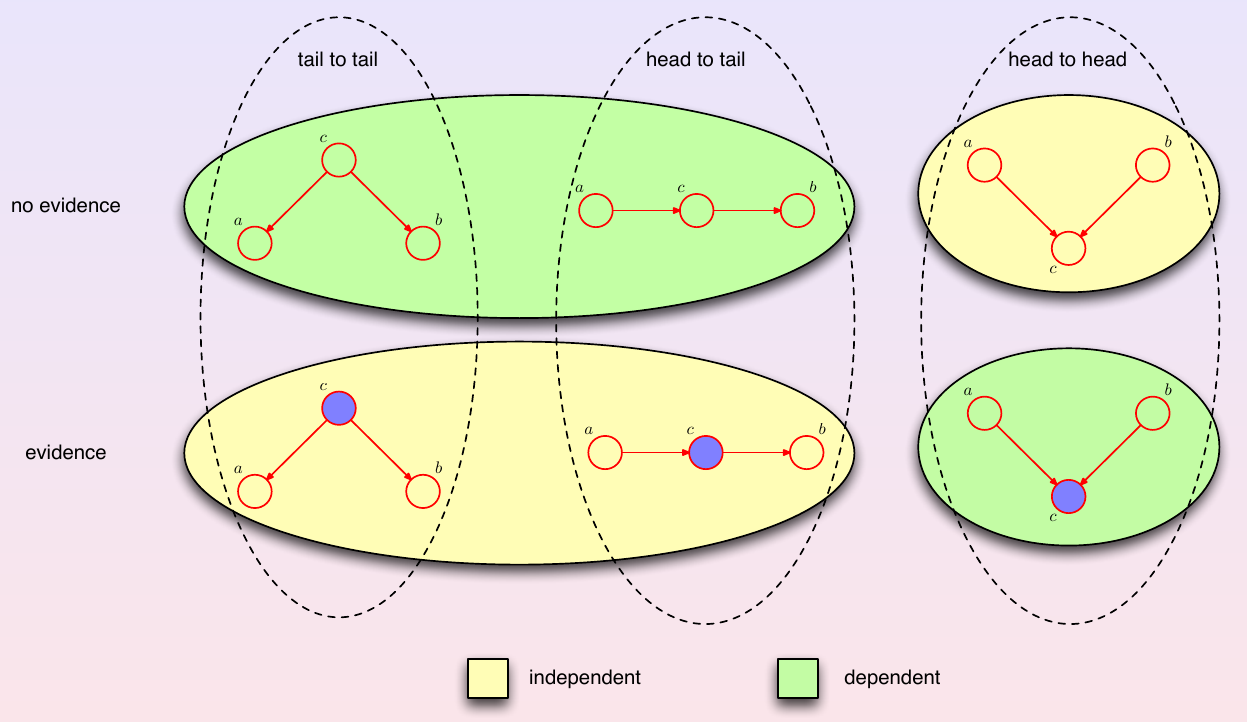 tail to tail
head to tail
head to head
c
a
b
a
c
b
a
b
c
no evidence
c
a
b
a
c
b
a
b
c
evidence
independent
dependent